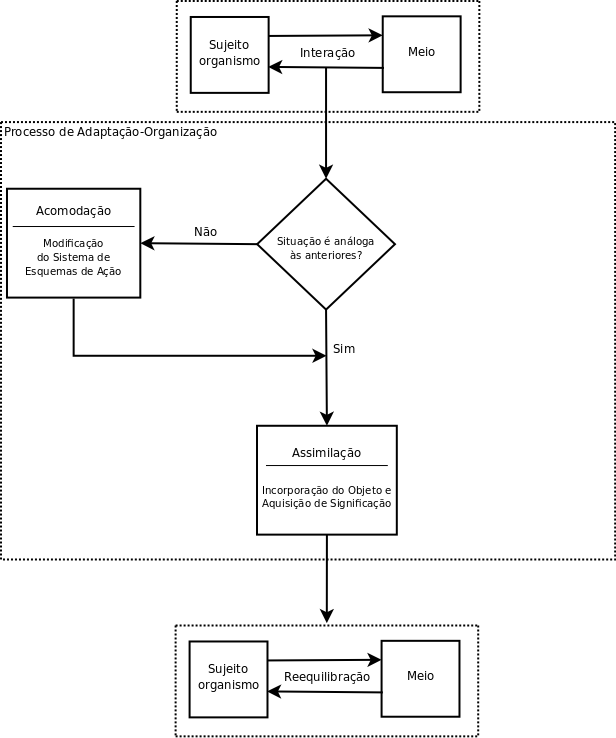 Sujeito
organismo
Interação
Meio
Processo de Adaptação-Organização
Acomodação
Modificação
do Sistema de
Esquemas de Ação
Não
Situação é análoga
às anteriores?
Sim
Assimilação
Incorporação do Objeto e
Aquisição de Significação
Sujeito
organismo
Reequilibração
Meio